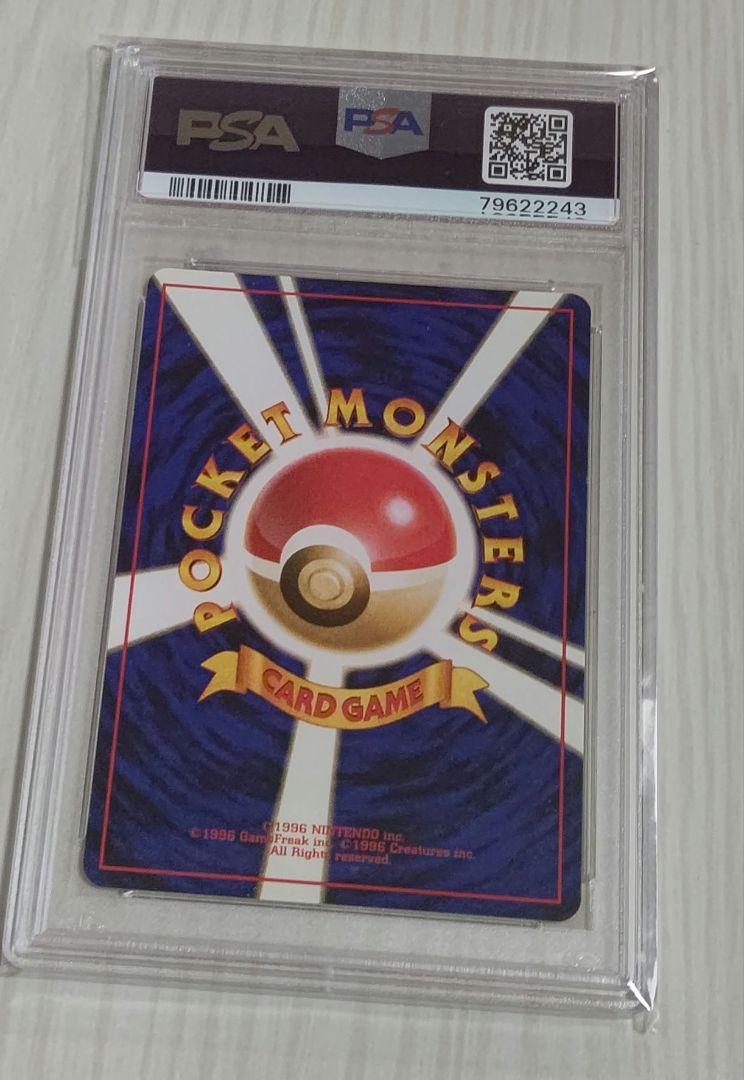 PSA
PSA
79622243
POCKET MONSTERS
CARD GAME
©1996 NINTENDO inc.
©1996 GameFreak inc. ©1996 Creatures inc.
All Rights reserved.